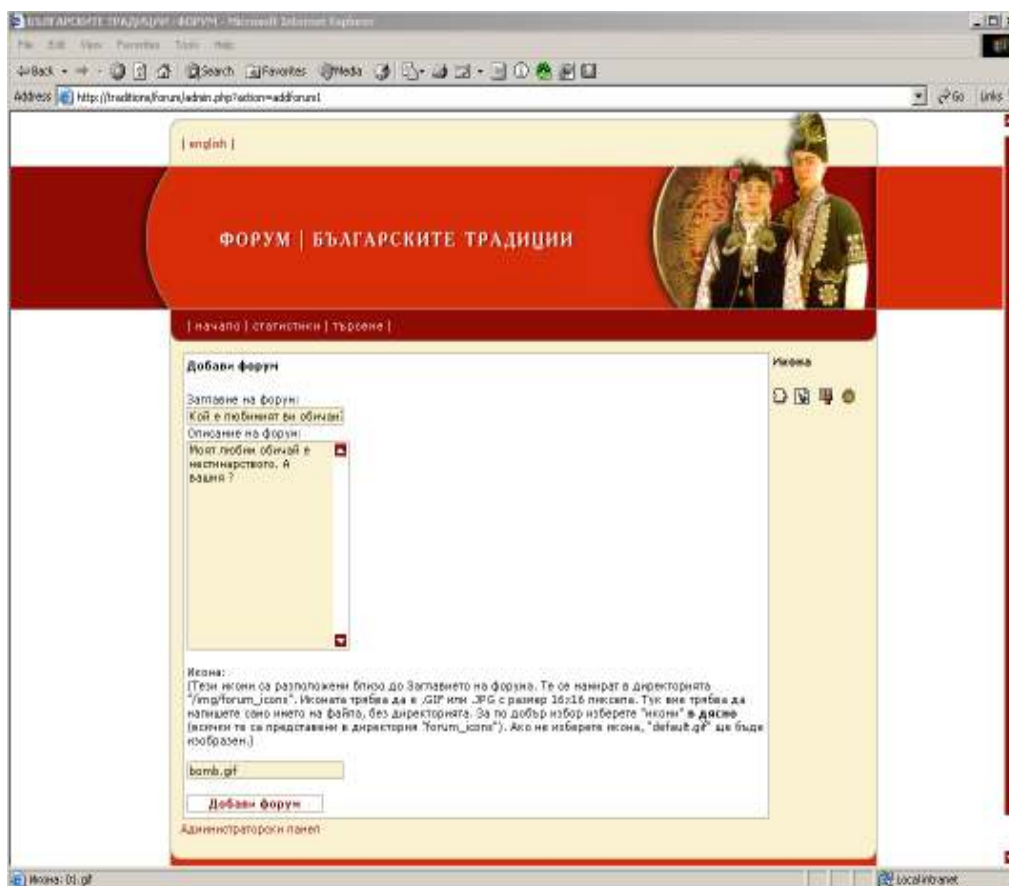 БЪЛГАРСКИТЕ ТРАДИЦИИ - ФОРУМ - Microsoft Internet Explorer
File Edit View Favorites Tools Help
Back Search Favorites Media
Address http://traditions/forum/admin.php?action=addforum1 Go Links
| english |
ФОРУМ | БЪЛГАРСКИТЕ ТРАДИЦИИ
| начало | статистики | търсене |
Добави форум
Икона
Заглавие на форум:
Кой е любимият ви обичай?
Описание на форум:
Моят любим обичай е
нестинарството. А
вашия ?
Икона:
(Тези икони са разположени близо до Заглавието на форума. Те се намират в директорията
"/img/forum_icons". Иконата трябва да е .GIF или .JPG с размер 16x16 пиксела. Тук вие трябва да
напишете само името на файла, без директорията. За по добър избор изберете "икони" в дясно
(всички те са представени в директория "forum_icons"). Ако не изберете икона, "default.gif" ще бъде
изобразен.)
bomb.gif
Добави форум
Администраторски панел
Икона: 01.gif
Local intranet